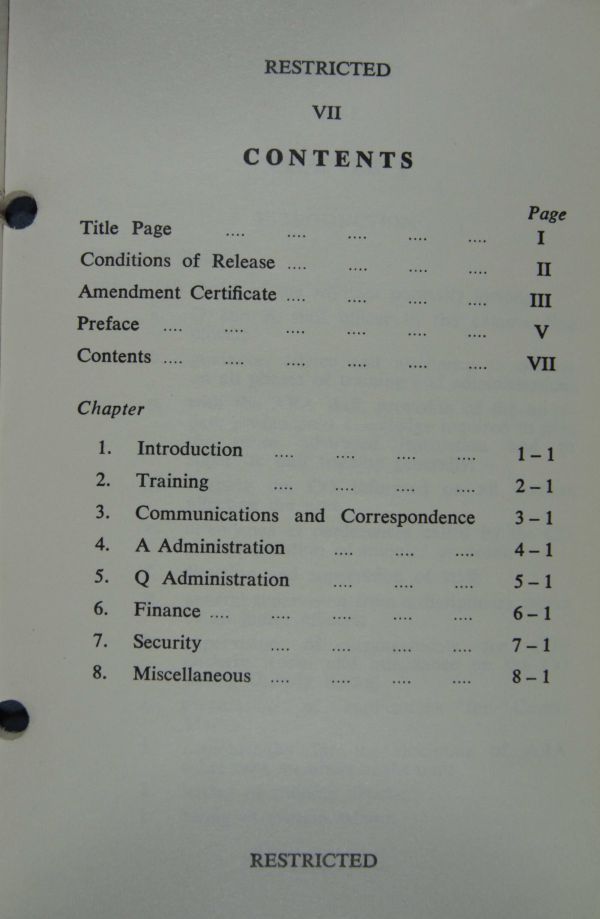 RESTRICTED
VII
CONTENTS
Page
Title Page .... .... .... .... .... I
Conditions of Release .... .... .... .... II
Amendment Certificate .... .... .... .... III
Preface .... .... .... .... .... .... V
Contents .... .... .... .... .... .... VII
Chapter
1. Introduction .... .... .... .... 1–1
2. Training .... .... .... .... 2–1
3. Communications and Correspondence 3–1
4. A Administration .... .... .... 4–1
5. Q Administration .... .... .... 5–1
6. Finance .... .... .... .... .... 6–1
7. Security .... .... .... .... 7–1
8. Miscellaneous .... .... .... .... 8–1
RESTRICTED